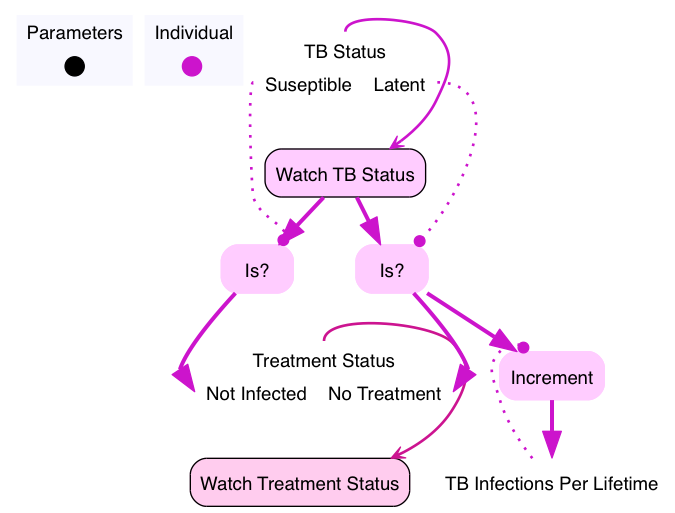 Parameters
Individual
TB Status
Suseptible
Latent
Watch TB Status
Is?
Is?
Treatment Status
Not Infected
No Treatment
Increment
Watch Treatment Status
TB Infections Per Lifetime